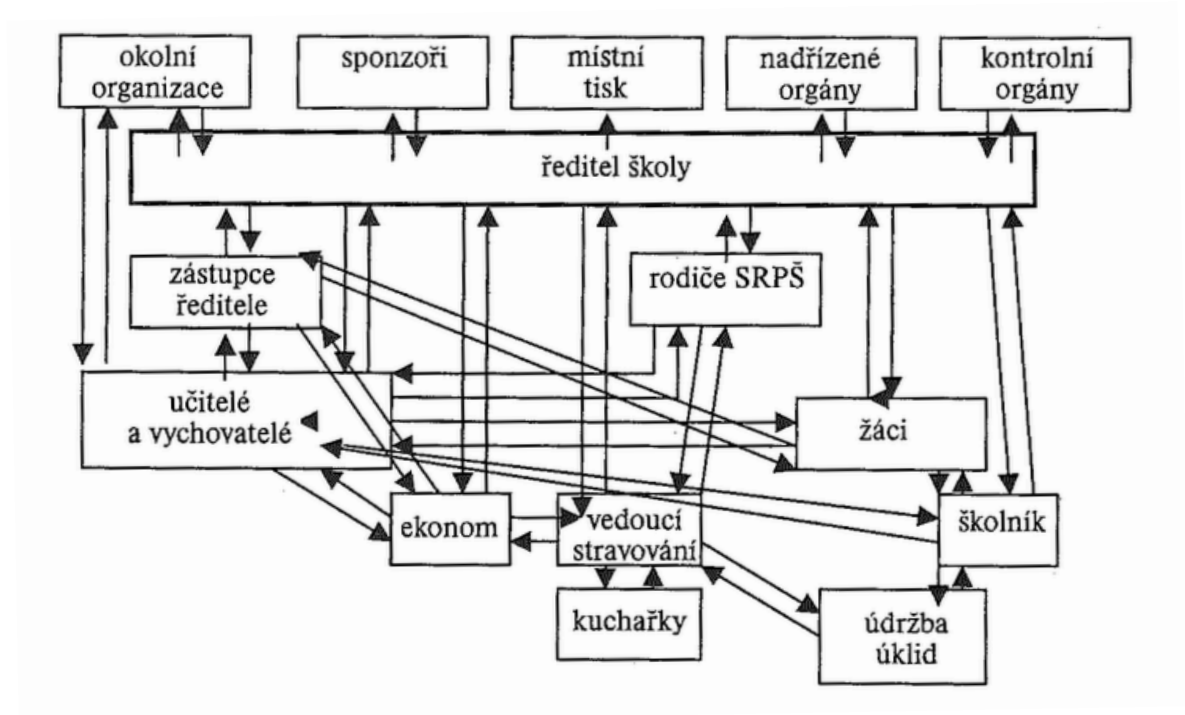 okolní
organizace
sponzoři
místní
tisk
nadřízené
orgány
kontrolní
orgány
ředitel školy
zástupce
ředitele
rodiče SRPŠ
učitelé
a vychovatelé
žáci
ekonom
vedoucí
stravování
školník
kuchařky
údržba
úklid